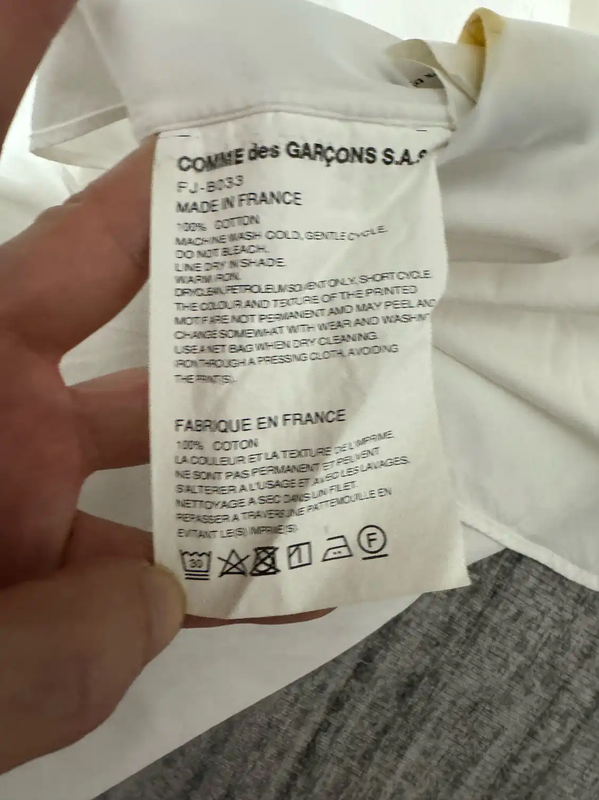 COMME des GARÇONS S.A.S
FJ-B033
MADE IN FRANCE
100% COTTON
MACHINE WASH COLD, GENTLE CYCLE.
DO NOT BLEACH.
LINE DRY IN SHADE.
WARM IRON.
DRYCLEAN, PETROLEUM SOLVENT ONLY, SHORT CYCLE.
THE COLOUR AND TEXTURE OF THE PRINTED
MOTIF ARE NOT PERMANENT AMD MAY PEEL AND
CHANGE SOMEWHAT WITH WEAR AND WASHIN
USE A NET BAG WHEN DRY CLEANING.
IRON THROUGH A PRESSING CLOTH, AVOIDING
THE PRINT(S).
FABRIQUE EN FRANCE
100% COTON
LA COULEUR ET LA TEXTURE DE L'IMPRIME
NE SONT PAS PERMANENT ET PEUVENT
S'ALTERIER A L'USAGE ET AVEC LES LAVAGES.
NETTOYAGE A SEC DANS UN FILET.
REPASSER A TRAVERS UNE PATTEMOUILLE EN
EVITANT LE(S) IMPRIME(S)
30 F